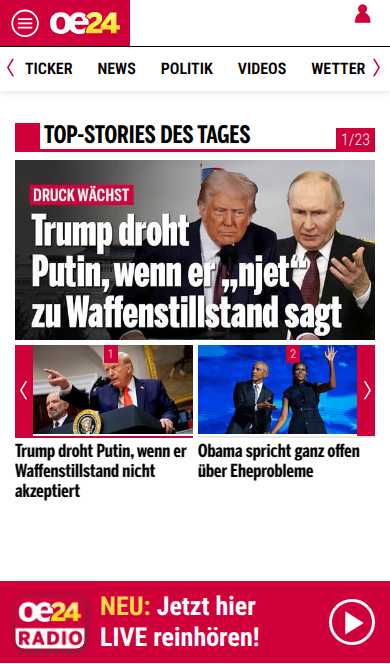 oe24
TICKER NEWS POLITIK VIDEOS WETTER
TOP-STORIES DES TAGES
1/23
DRUCK WÄCHST
Trump droht
Putin, wenn er „njet“
zu Waffenstillstand sagt
1
2
Trump droht Putin, wenn er
Waffenstillstand nicht
akzeptiert
Obama spricht ganz offen
über Eheprobleme
oe24
RADIO
NEU: Jetzt hier
LIVE reinhören!